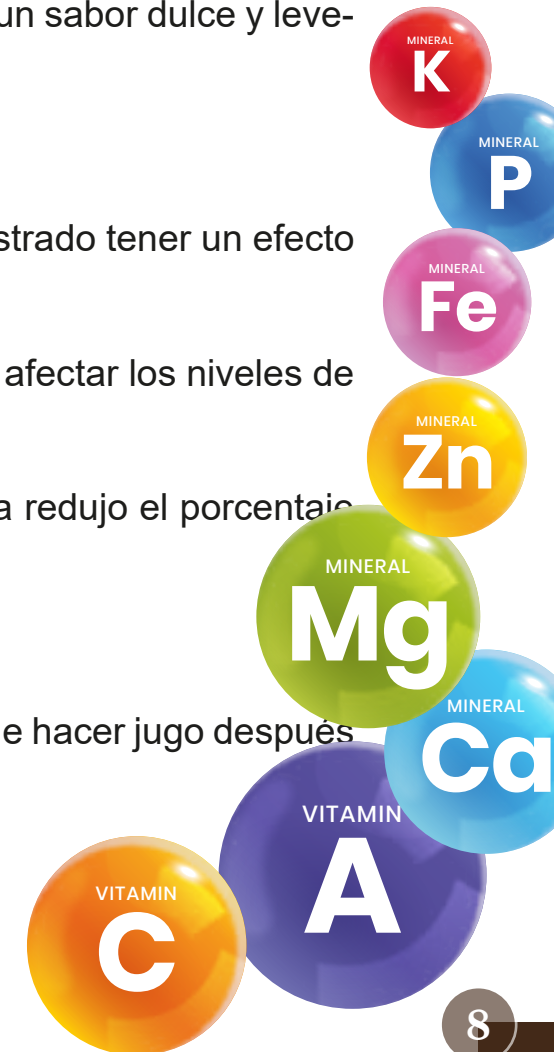 un sabor dulce y leve-
MINERAL
K
MINERAL
P
strado tener un efecto
MINERAL
Fe
afectar los niveles de
MINERAL
Zn
a redujo el porcentaje
MINERAL
Mg
MINERAL
Ca
e hacer jugo después
VITAMIN
A
VITAMIN
C
8